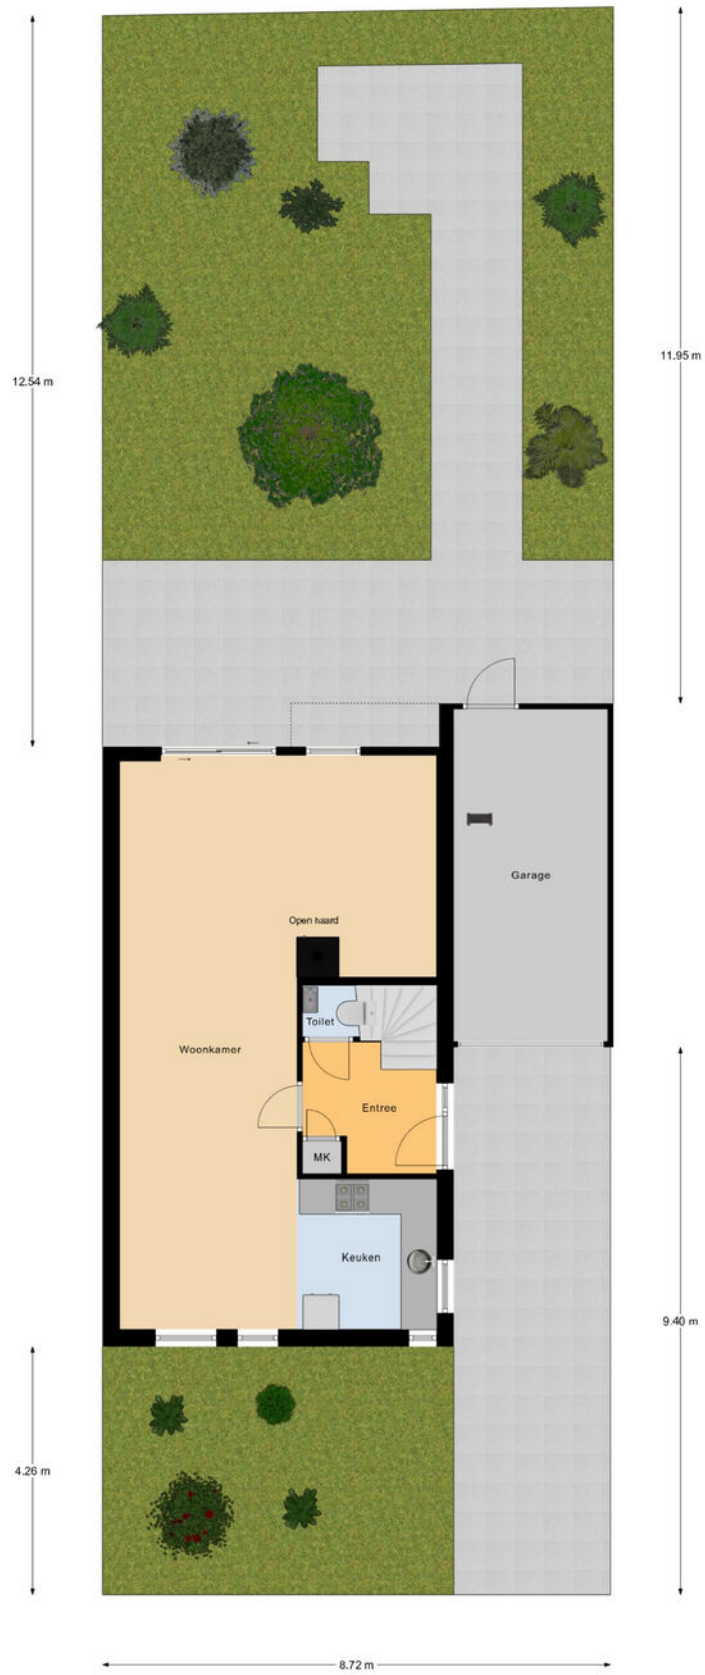 11.95 m
12.54 m
Garage
Open haard
Toilet
Woonkamer
Entree
MK
Keuken
9.40 m
4.26 m
8.72 m